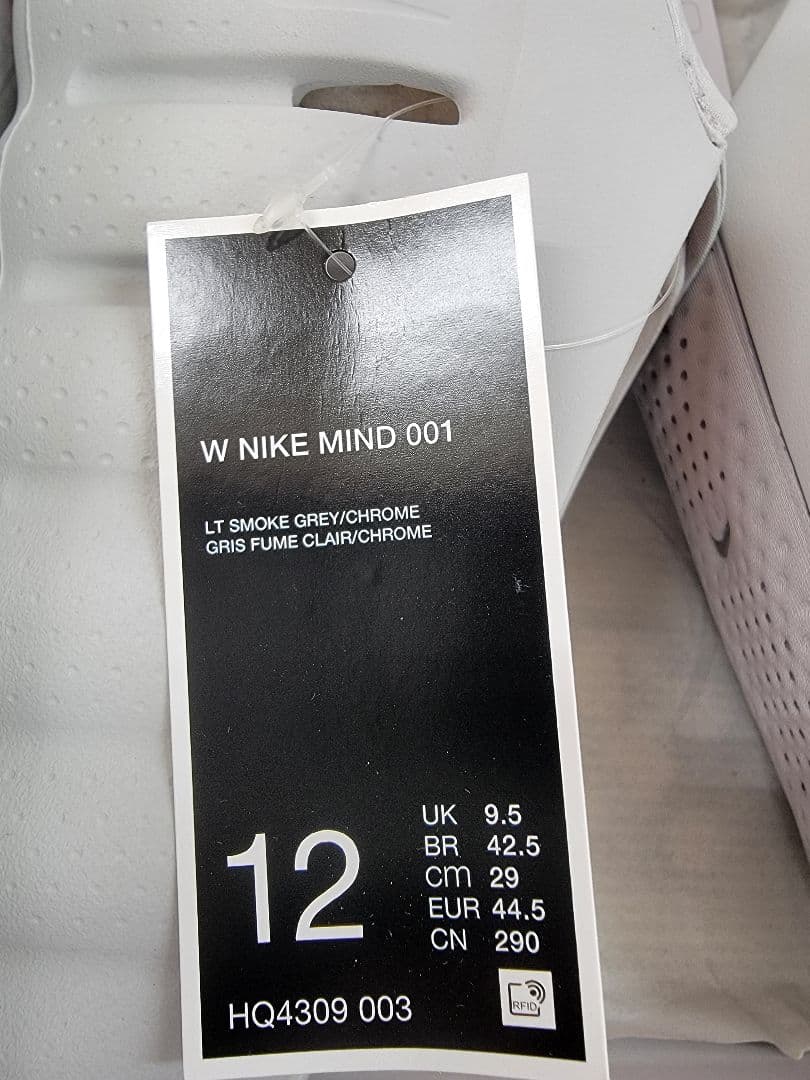 W NIKE MIND 001
LT SMOKE GREY/CHROME
GRIS FUME CLAIR/CHROME
12
UK 9.5
BR 42.5
cm 29
EUR 44.5
CN 290
HQ4309 003
RFID